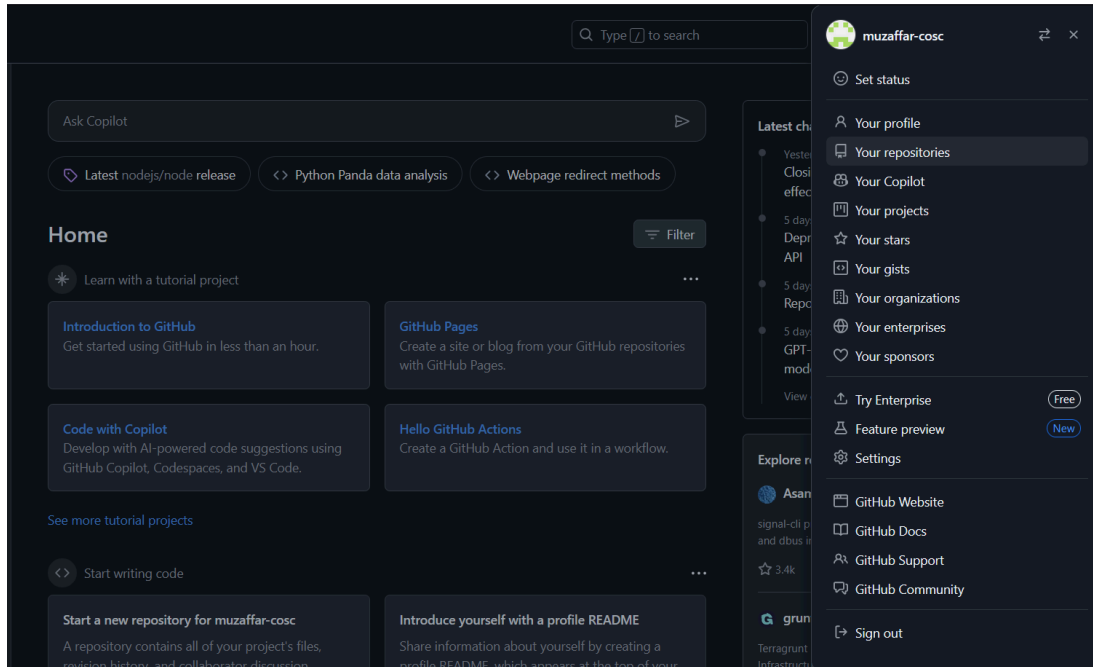 Type / to search
Ask Copilot
Latest nodejs/node release
Python Panda data analysis
Webpage redirect methods
Home
Filter
Learn with a tutorial project
Introduction to GitHub
Get started using GitHub in less than an hour.
GitHub Pages
Create a site or blog from your GitHub repositories
with GitHub Pages.
Code with Copilot
Develop with AI-powered code suggestions using
GitHub Copilot, Codespaces, and VS Code.
Hello GitHub Actions
Create a GitHub Action and use it in a workflow.
See more tutorial projects
Start writing code
Start a new repository for muzaffar-cosc
A repository contains all of your project's files,
revision history, and collaborator discussion.
Introduce yourself with a profile README
Share information about yourself by creating a
profile README, which appears at the top of your
Latest
5
5
API
5
5
View
Explore
signal-cli
and dbus
3.4k
Terragrunt
muzaffar-cosc
Set status
Your profile
Your repositories
Your Copilot
Your projects
Your stars
Your gists
Your organizations
Your enterprises
Your sponsors
Try Enterprise
Free
Feature preview
New
Settings
GitHub Website
GitHub Docs
GitHub Support
GitHub Community
Sign out